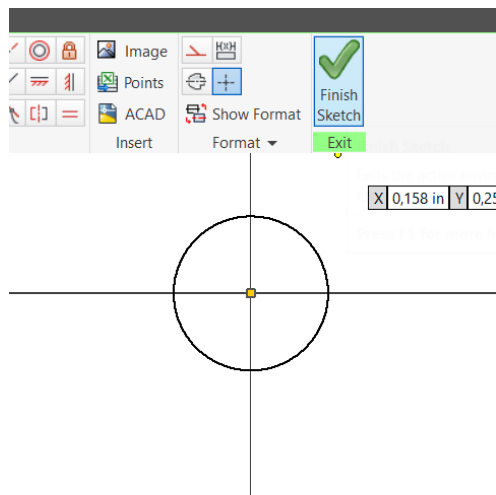 Image
Points
ACAD
Show Format
Finish
Sketch
Insert
Format
Exit
X 0,158 in Y 0,25